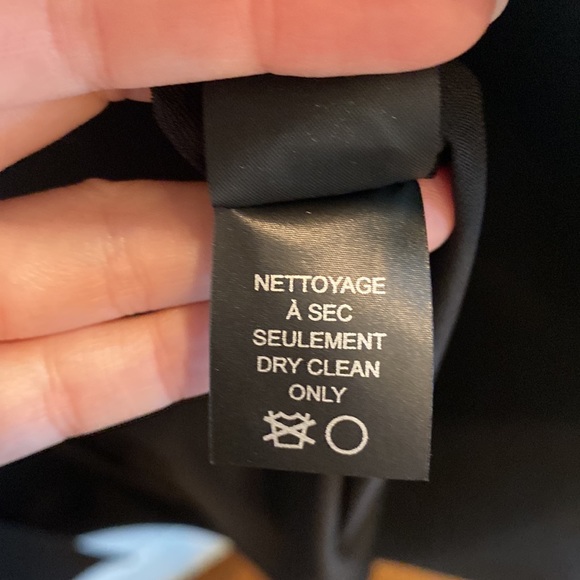 NETTOYAGE
À SEC
SEULEMENT
DRY CLEAN
ONLY